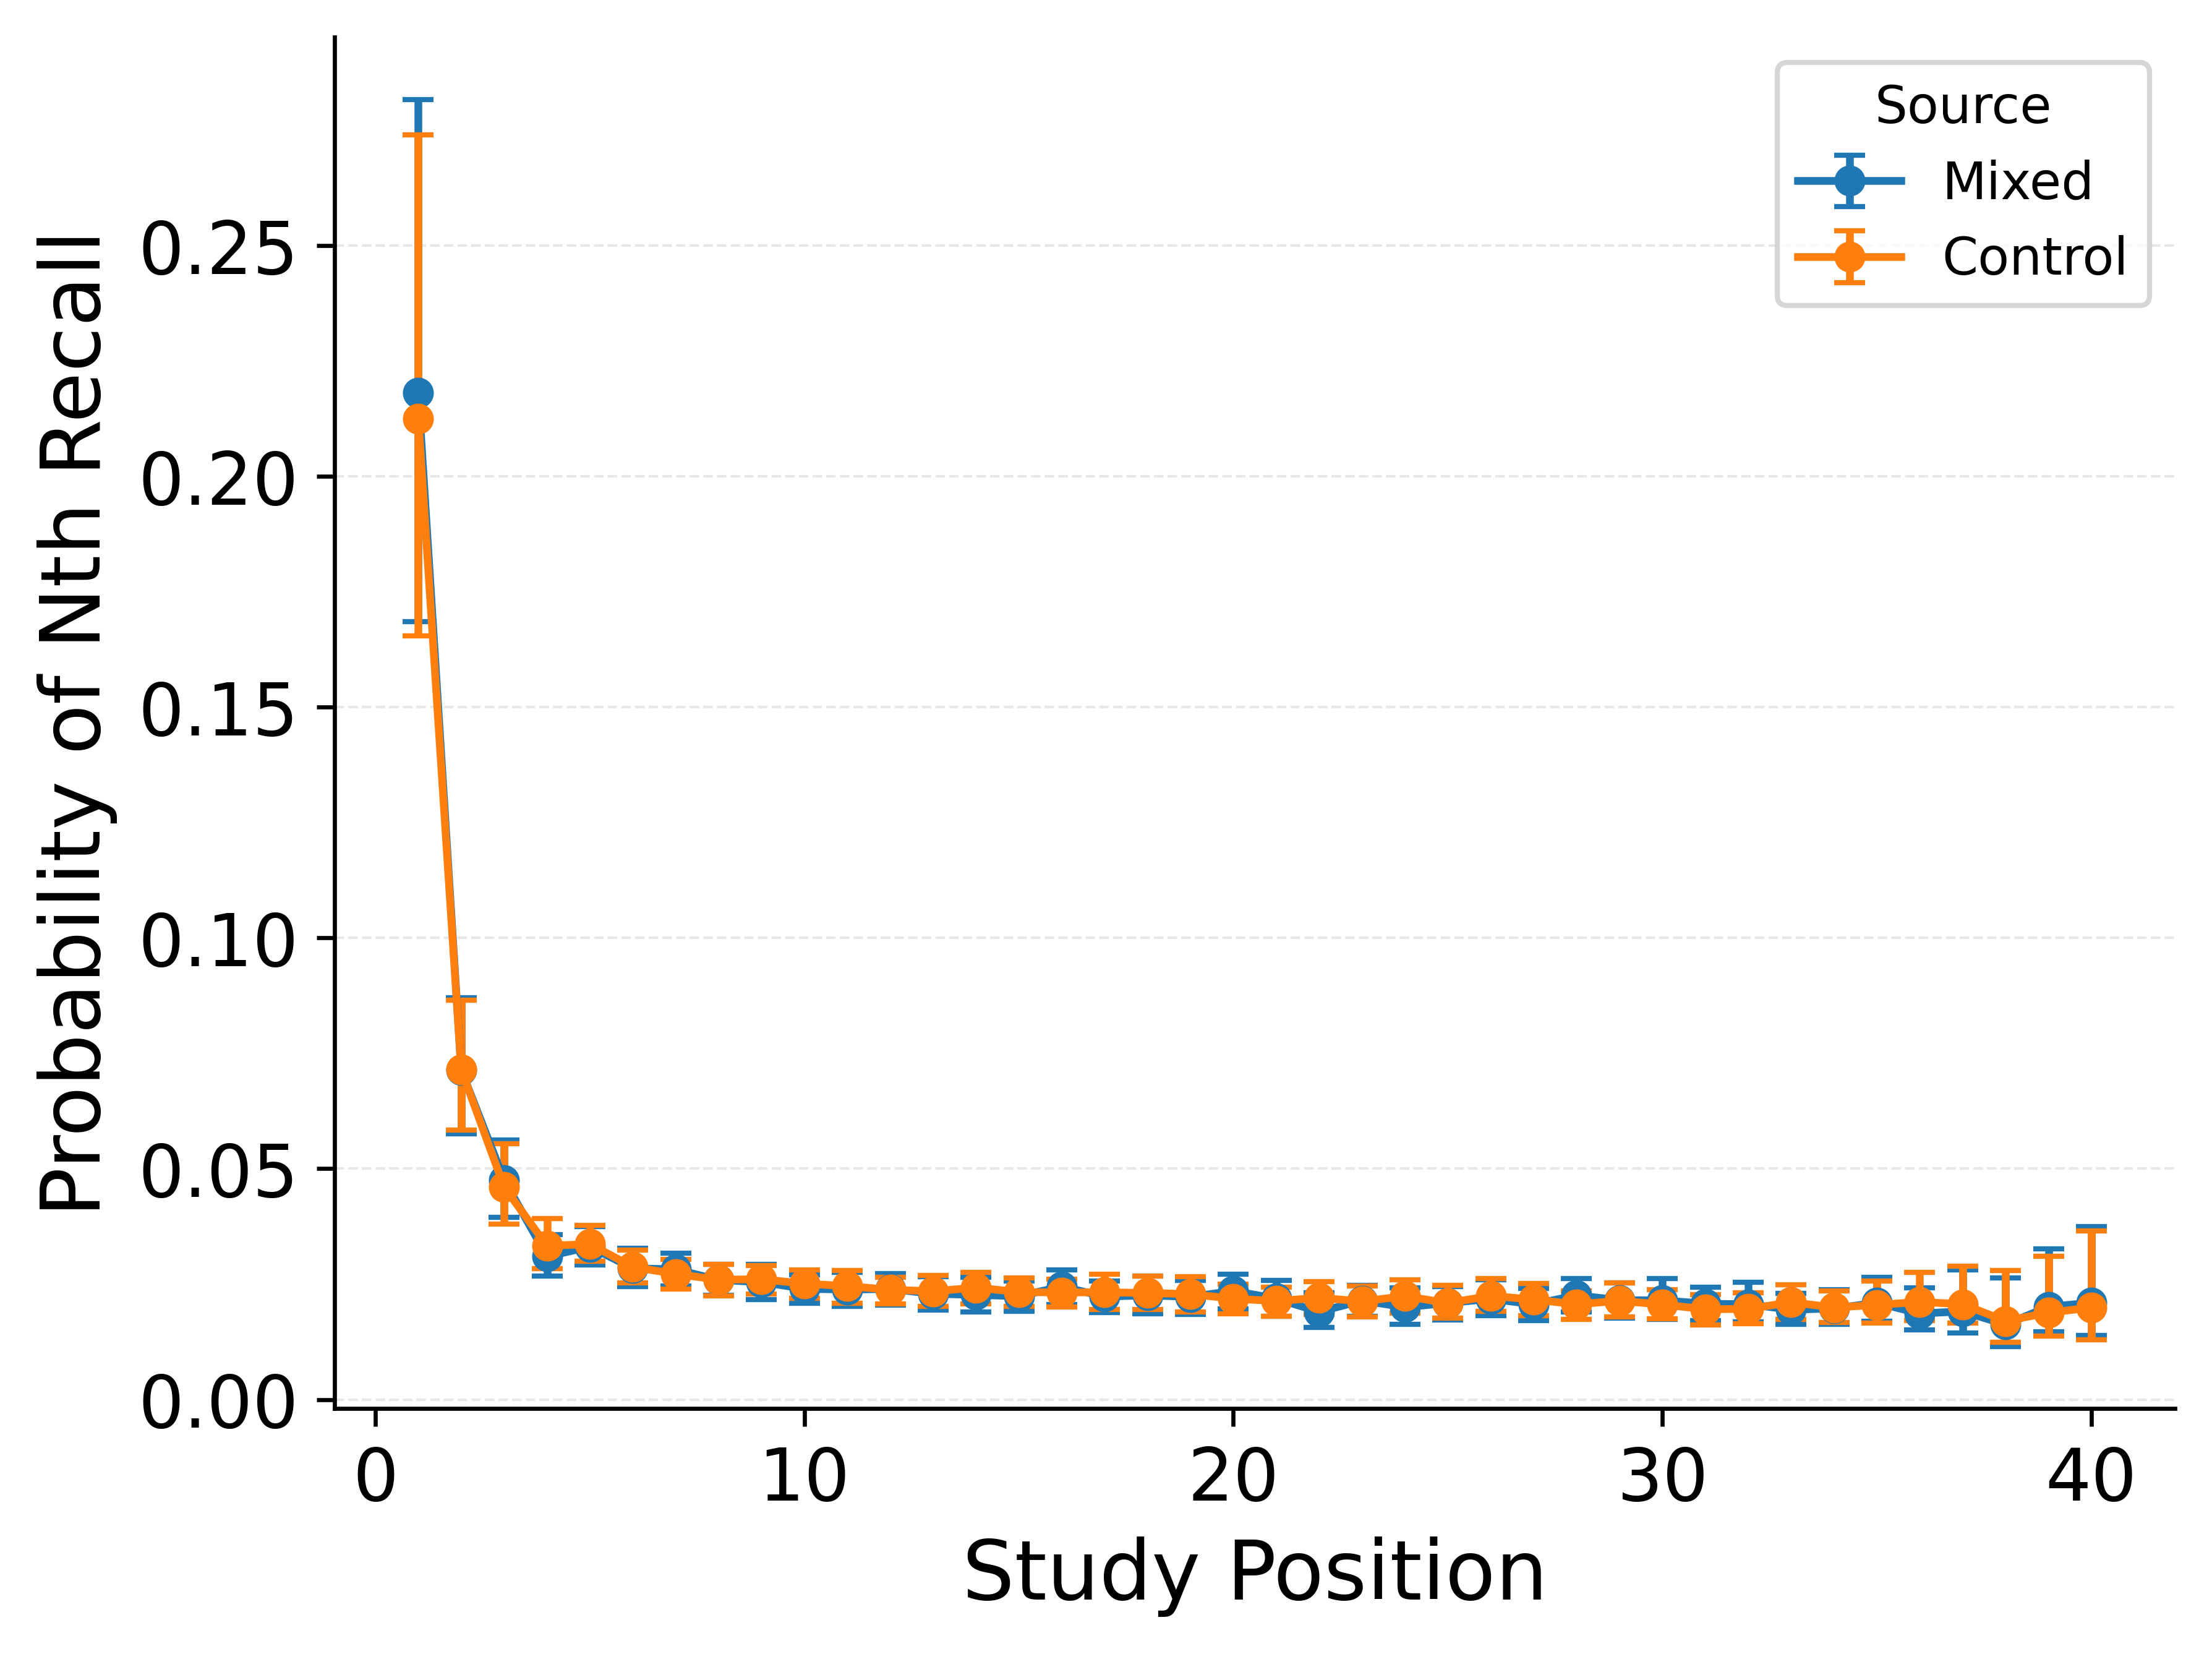 Source
Mixed
Control
Probability of Nth Recall
0.25
0.20
0.15
0.10
0.05
0.00
0 10 20 30 40
Study Position